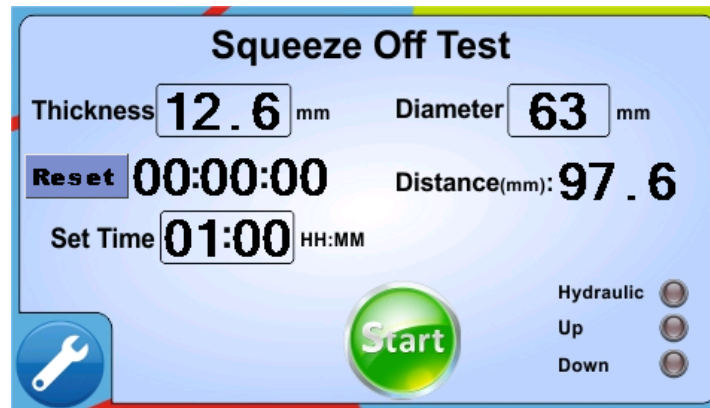 Squeeze Off Test
Thickness 12.6 mm Diameter 63 mm
Reset 00:00:00 Distance(mm): 97.6
Set Time 01:00 HH:MM
Hydraulic
Start Up
Down